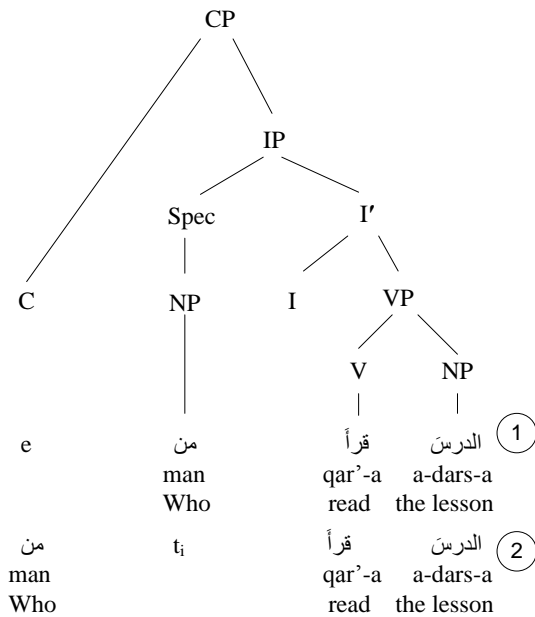 CP
IP
Spec I′
C NP I VP
V NP
e من قرأَ الدرسَ 1
man qar’-a a-dars-a
Who read the lesson
من tᵢ قرأَ الدرسَ 2
man qar’-a a-dars-a
Who read the lesson